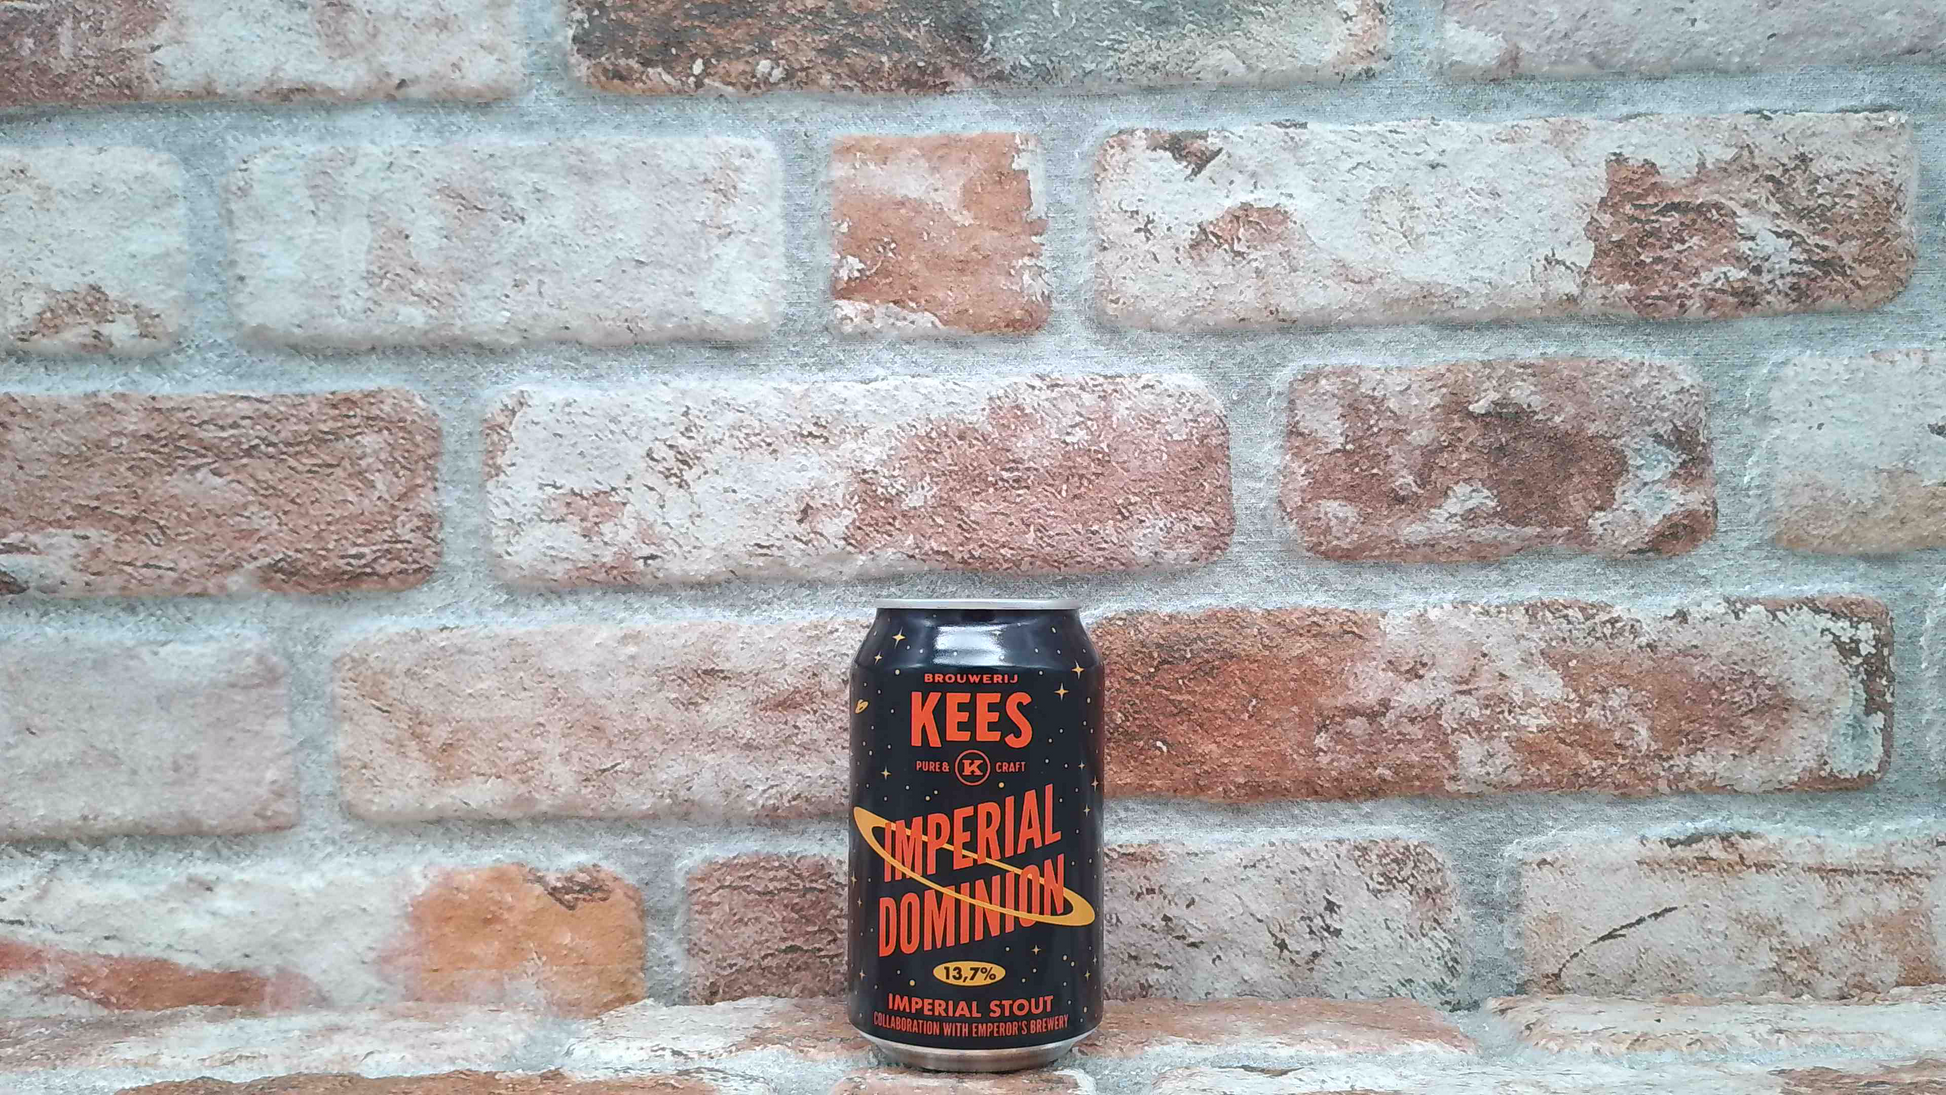 BROUWERIJ
KEES
PURE & K CRAFT
IMPERIAL
DOMINION
13,7%
IMPERIAL STOUT
COLLABORATION WITH EMPEROR'S BREWERY